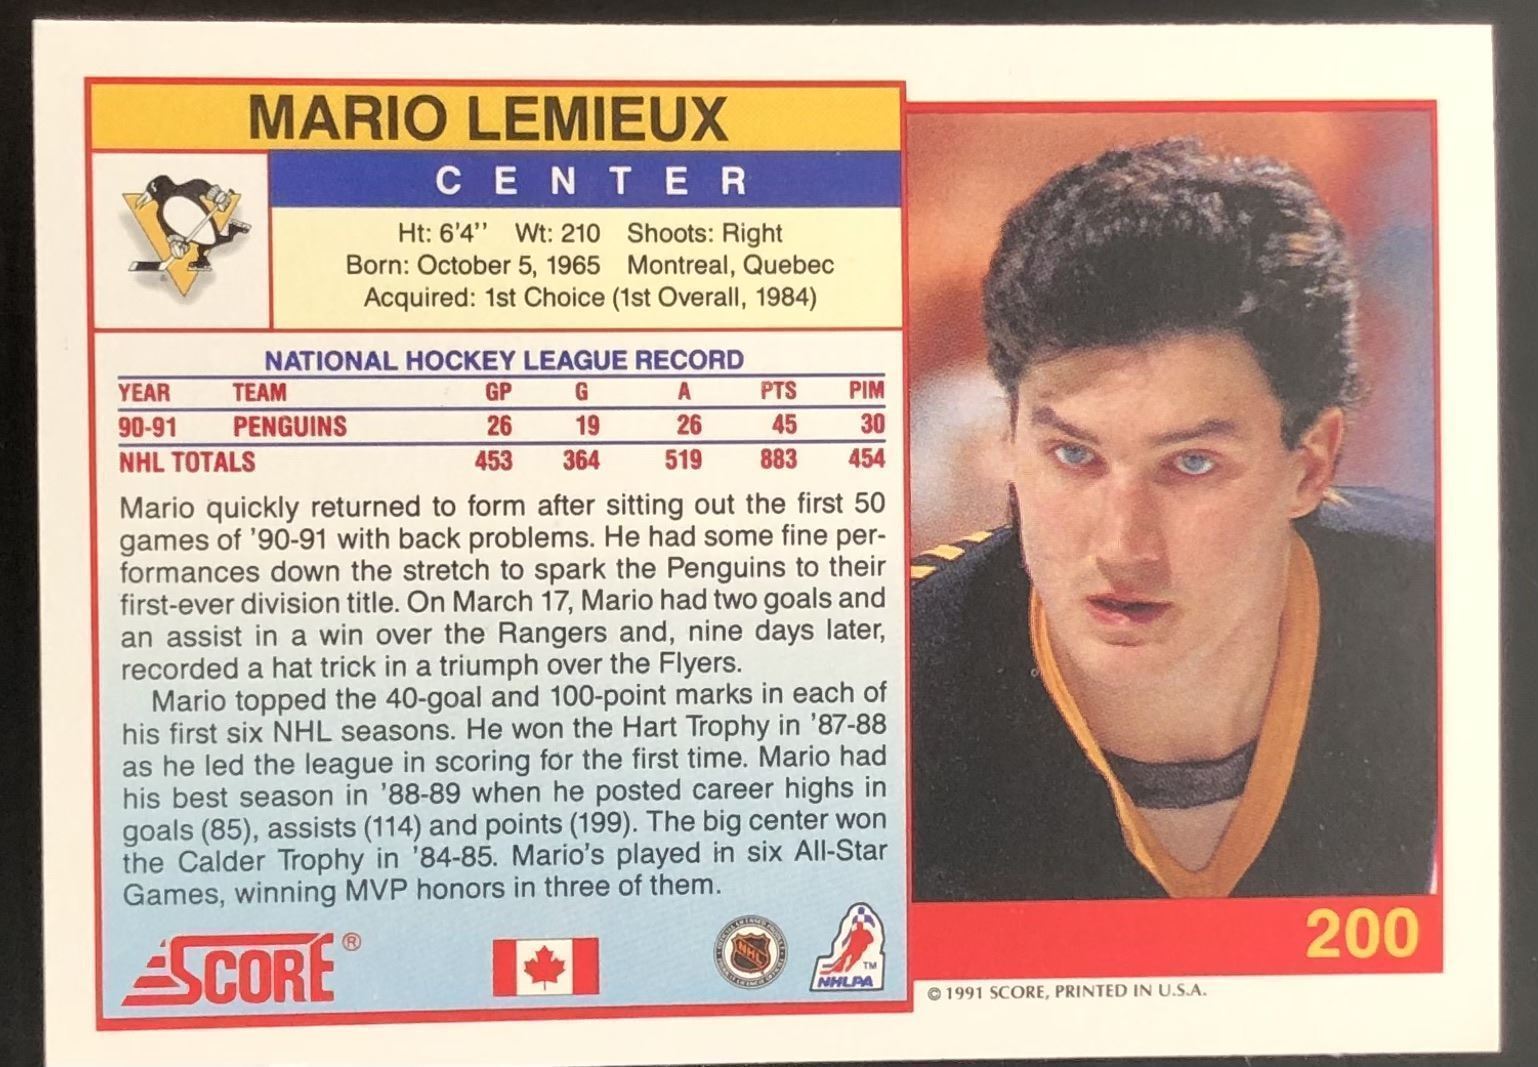 MARIO LEMIEUX
CENTER
Ht: 6'4'' Wt: 210 Shoots: Right
Born: October 5, 1965 Montreal, Quebec
Acquired: 1st Choice (1st Overall, 1984)
NATIONAL HOCKEY LEAGUE RECORD
YEAR TEAM GP G A PTS PIM
90-91 PENGUINS 26 19 26 45 30
NHL TOTALS 453 364 519 883 454
Mario quickly returned to form after sitting out the first 50
games of '90-91 with back problems. He had some fine per-
formances down the stretch to spark the Penguins to their
first-ever division title. On March 17, Mario had two goals and
an assist in a win over the Rangers and, nine days later,
recorded a hat trick in a triumph over the Flyers.
Mario topped the 40-goal and 100-point marks in each of
his first six NHL seasons. He won the Hart Trophy in '87-88
as he led the league in scoring for the first time. Mario had
his best season in '88-89 when he posted career highs in
goals (85), assists (114) and points (199). The big center won
the Calder Trophy in '84-85. Mario's played in six All-Star
Games, winning MVP honors in three of them.
SCORE®
NHL
TM
NHLPA
200
© 1991 SCORE, PRINTED IN U.S.A.